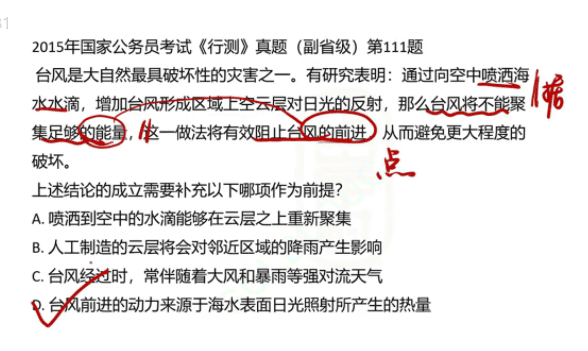 2015年国家公务员考试《行测》真题（副省级）第111题
台风是大自然最具破坏性的灾害之一。有研究表明：通过向空中喷洒海
水水滴，增加台风形成区域上空云层对日光的反射，那么台风将不能聚
集足够的能量，这一做法将有效阻止台风的前进，从而避免更大程度的
破坏。
上述结论的成立需要补充以下哪项作为前提？
A. 喷洒到空中的水滴能够在云层之上重新聚集
B. 人工制造的云层将会对邻近区域的降雨产生影响
C. 台风经过时，常伴随着大风和暴雨等强对流天气
D. 台风前进的动力来源于海水表面日光照射所产生的热量
据
点